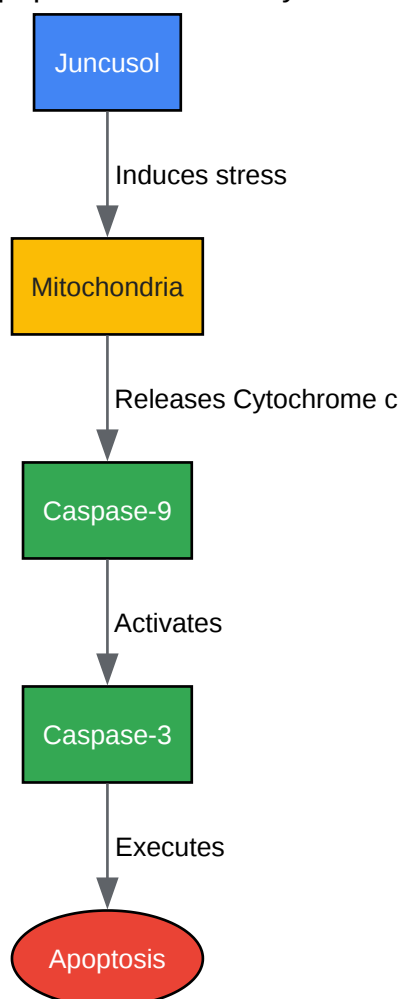 Juncusol
Induces stress
Mitochondria
Releases Cytochrome c
Caspase-9
Activates
Caspase-3
Executes
Apoptosis